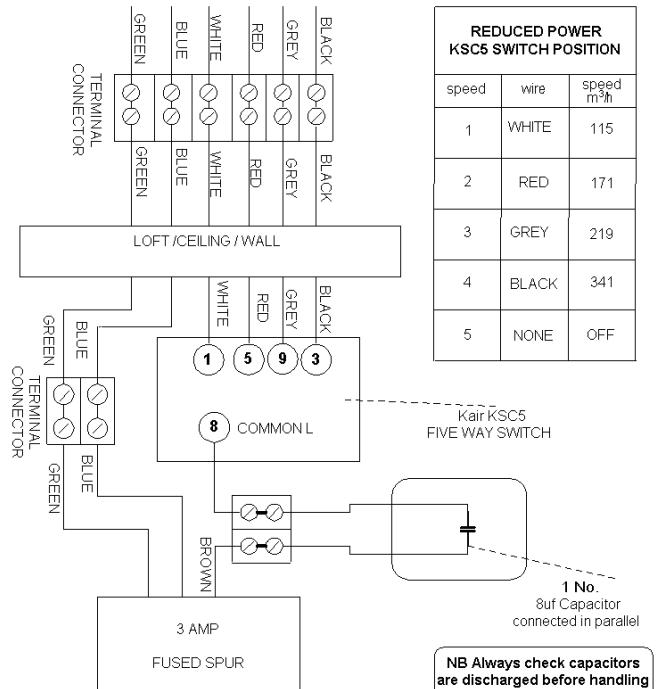 GREEN
BLUE
WHITE
RED
GREY
BLACK
TERMINAL
CONNECTOR
GREEN
BLUE
WHITE
RED
GREY
BLACK
LOFT /CEILING / WALL
GREEN
BLUE
WHITE
RED
GREY
BLACK
TERMINAL
CONNECTOR
1
5
9
3
8
COMMON L
Kair KSC5
FIVE WAY SWITCH
GREEN
BLUE
BROWN
3 AMP
FUSED SPUR
1 No.
8uf Capacitor
connected in parallel
NB Always check capacitors
are discharged before handling
REDUCED POWER
KSC5 SWITCH POSITION
speed wire speed
m³/h
1 WHITE 115
2 RED 171
3 GREY 219
4 BLACK 341
5 NONE OFF